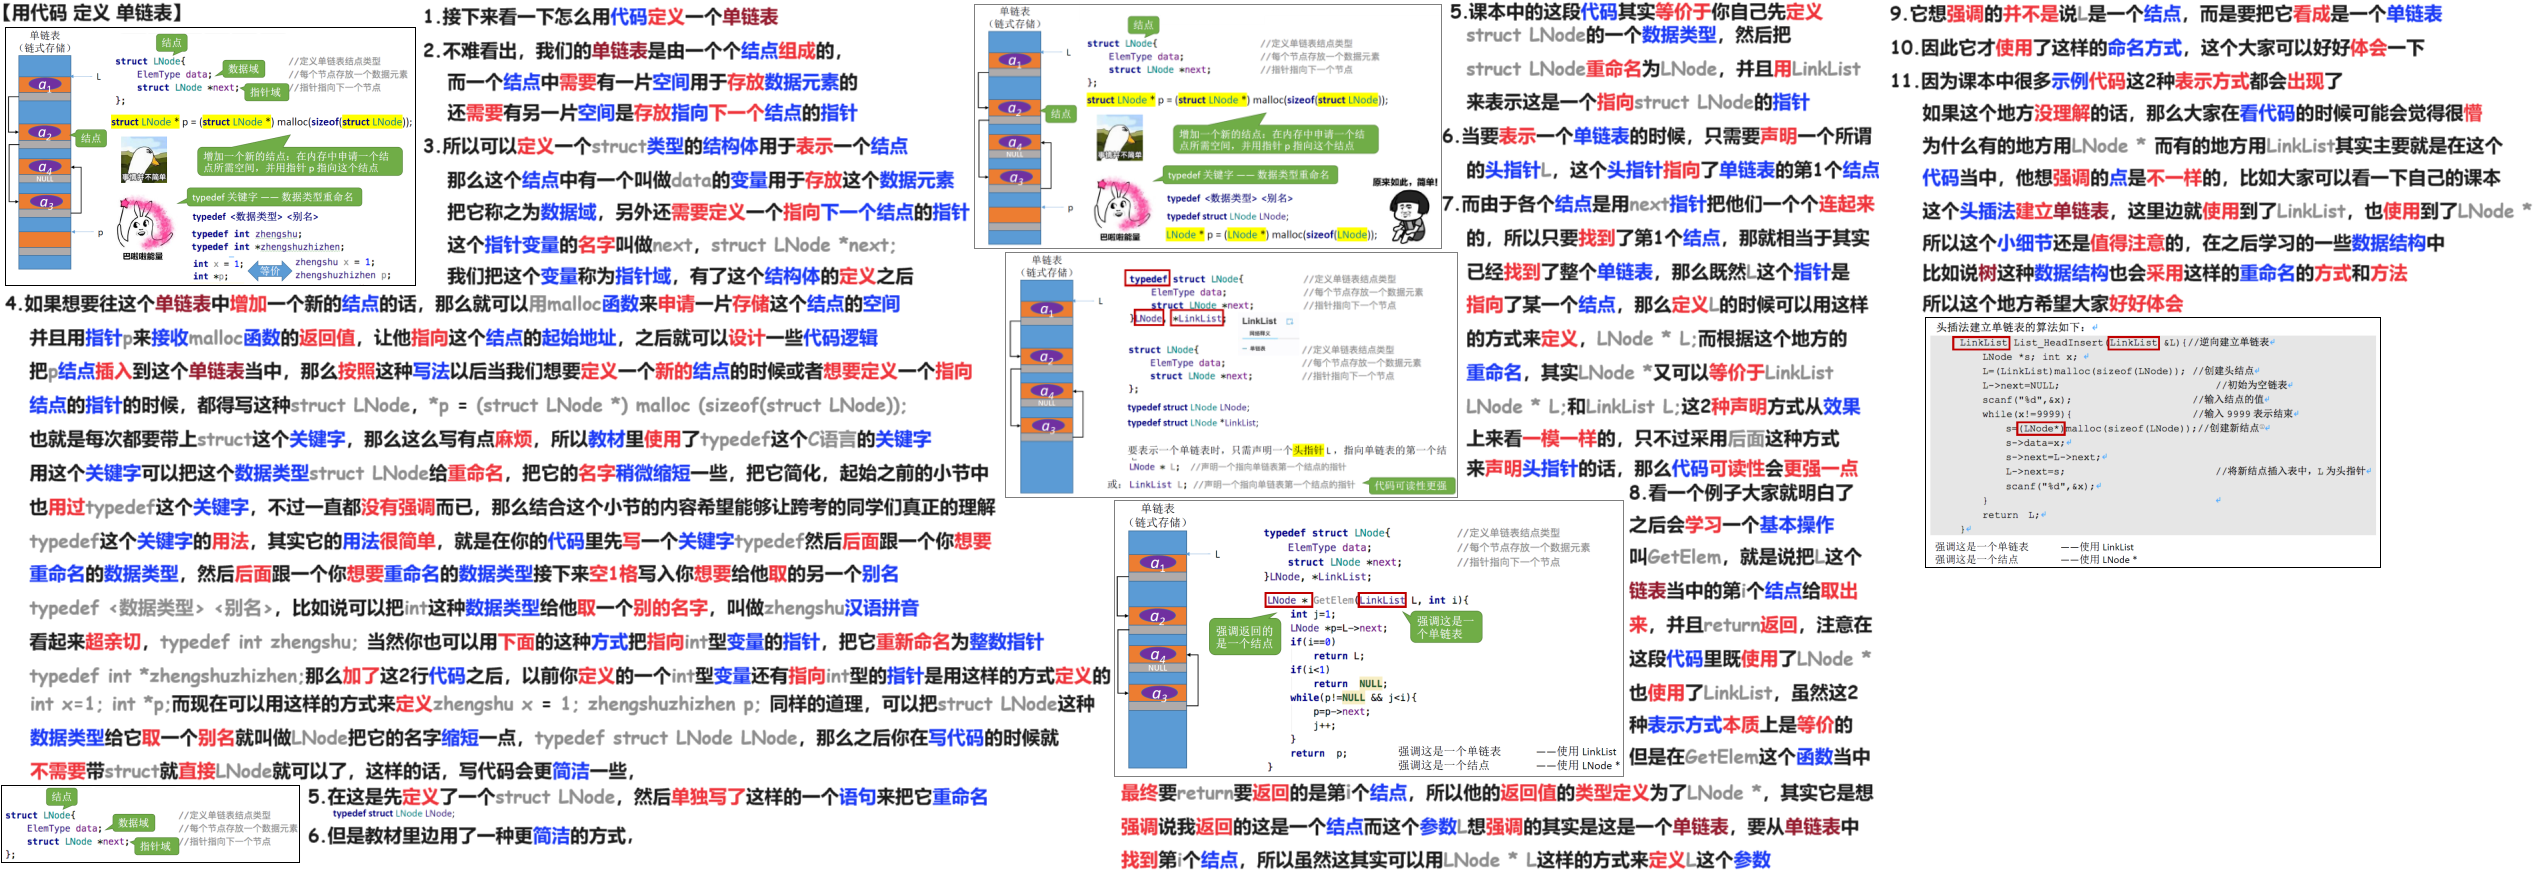 【用代码 定义 单链表】
单链表
(链式存储)
L
a1
a2
a4
NULL
a3
p
结点
结点
struct LNode{ //定义单链表结点类型
ElemType data; 数据域 //每个节点存放一个数据元素
struct LNode *next; 指针域 //指针指向下一个节点
};
struct LNode * p = (struct LNode *) malloc(sizeof(struct LNode));
增加一个新的结点：在内存中申请一个结
点所需空间，并用指针 p 指向这个结点
事情并不简单
typedef 关键字 —— 数据类型重命名
typedef <数据类型> <别名>
typedef int zhengshu;
typedef int *zhengshuzhizhen;
巴啦啦能量
int x = 1; 等价 zhengshu x = 1;
int *p; zhengshuzhizhen p;
1.接下来看一下怎么用代码定义一个单链表
2.不难看出，我们的单链表是由一个个结点组成的，
而一个结点中需要有一片空间用于存放数据元素的
还需要有另一片空间是存放指向下一个结点的指针
3.所以可以定义一个struct类型的结构体用于表示一个结点
那么这个结点中有一个叫做data的变量用于存放这个数据元素
把它称之为数据域，另外还需要定义一个指向下一个结点的指针
这个指针变量的名字叫做next，struct LNode *next;
我们把这个变量称为指针域，有了这个结构体的定义之后
4.如果想要往这个单链表中增加一个新的结点的话，那么就可以用malloc函数来申请一片存储这个结点的空间
并且用指针p来接收malloc函数的返回值，让他指向这个结点的起始地址，之后就可以设计一些代码逻辑
把p结点插入到这个单链表当中，那么按照这种写法以后当我们想要定义一个新的结点的时候或者想要定义一个指向
结点的指针的时候，都得写这种struct LNode，*p = (struct LNode *) malloc (sizeof(struct LNode));
也就是每次都要带上struct这个关键字，那么这么写有点麻烦，所以教材里使用了typedef这个C语言的关键字
用这个关键字可以把这个数据类型struct LNode给重命名，把它的名字稍微缩短一些，把它简化，起始之前的小节中
也用过typedef这个关键字，不过一直都没有强调而已，那么结合这个小节的内容希望能够让跨考的同学们真正的理解
typedef这个关键字的用法，其实它的用法很简单，就是在你的代码里先写一个关键字typedef然后后面跟一个你想要
重命名的数据类型，然后后面跟一个你想要重命名的数据类型接下来空1格写入你想要给他取的另一个别名
typedef <数据类型> <别名>，比如说可以把int这种数据类型给他取一个别的名字，叫做zhengshu汉语拼音
看起来超亲切，typedef int zhengshu; 当然你也可以用下面的这种方式把指向int型变量的指针，把它重新命名为整数指针
typedef int *zhengshuzhizhen;那么加了这2行代码之后，以前你定义的一个int型变量还有指向int型的指针是用这样的方式定义的
int x=1; int *p;而现在可以用这样的方式来定义zhengshu x = 1; zhengshuzhizhen p; 同样的道理，可以把struct LNode这种
数据类型给它取一个别名就叫做LNode把它的名字缩短一点，typedef struct LNode LNode，那么之后你在写代码的时候就
不需要带struct就直接LNode就可以了，这样的话，写代码会更简洁一些，
结点
struct LNode{ //定义单链表结点类型
ElemType data; 数据域 //每个节点存放一个数据元素
struct LNode *next; 指针域 //指针指向下一个节点
};
5.在这是先定义了一个struct LNode，然后单独写了这样的一个语句来把它重命名
typedef struct LNode LNode;
6.但是教材里边用了一种更简洁的方式，
单链表
(链式存储)
L
a1
a2
a4
NULL
a3
p
结点
结点
struct LNode{ //定义单链表结点类型
ElemType data; //每个节点存放一个数据元素
struct LNode *next; //指针指向下一个节点
};
struct LNode * p = (struct LNode *) malloc(sizeof(struct LNode));
增加一个新的结点：在内存中申请一个结
点所需空间，并用指针 p 指向这个结点
事情并不简单
typedef 关键字 —— 数据类型重命名
原来如此，简单!
typedef <数据类型> <别名>
typedef struct LNode LNode;
LNode * p = (LNode *) malloc(sizeof(LNode));
巴啦啦能量
单链表
(链式存储)
L
a1
a2
a4
NULL
a3
typedef struct LNode{ //定义单链表结点类型
ElemType data; //每个节点存放一个数据元素
struct LNode *next; //指针指向下一个节点
}LNode, *LinkList;
LinkList
网络释义
单链表
struct LNode{ //定义单链表结点类型
ElemType data; //每个节点存放一个数据元素
struct LNode *next; //指针指向下一个节点
};
typedef struct LNode LNode;
typedef struct LNode *LinkList;
要表示一个单链表时，只需声明一个头指针 L ，指向单链表的第一个结
LNode * L; //声明一个指向单链表第一个结点的指针
或: LinkList L; //声明一个指向单链表第一个结点的指针 代码可读性更强
单链表
(链式存储)
L
a1
a2
a4
NULL
a3
typedef struct LNode{ //定义单链表结点类型
ElemType data; //每个节点存放一个数据元素
struct LNode *next; //指针指向下一个节点
}LNode, *LinkList;
LNode * GetElem(LinkList L, int i){
int j=1;
LNode *p=L->next;
if(i==0)
return L;
if(i<1)
return NULL;
while(p!=NULL && j<i){
p=p->next;
j++;
}
return p;
}
强调返回的
是一个结点
强调这是一
个单链表
强调这是一个单链表 ——使用 LinkList
强调这是一个结点 ——使用 LNode *
5.课本中的这段代码其实等价于你自己先定义
struct LNode的一个数据类型，然后把
struct LNode重命名为LNode，并且用LinkList
来表示这是一个指向struct LNode的指针
6.当要表示一个单链表的时候，只需要声明一个所谓
的头指针L，这个头指针指向了单链表的第1个结点
7.而由于各个结点是用next指针把他们一个个连起来
的，所以只要找到了第1个结点，那就相当于其实
已经找到了整个单链表，那么既然L这个指针是
指向了某一个结点，那么定义L的时候可以用这样
的方式来定义，LNode * L;而根据这个地方的
重命名，其实LNode *又可以等价于LinkList
LNode * L;和LinkList L;这2种声明方式从效果
上来看一模一样的，只不过采用后面这种方式
来声明头指针的话，那么代码可读性会更强一点
8.看一个例子大家就明白了
之后会学习一个基本操作
叫GetElem，就是说把L这个
链表当中的第i个结点给取出
来，并且return返回，注意在
这段代码里既使用了LNode *
也使用了LinkList，虽然这2
种表示方式本质上是等价的
但是在GetElem这个函数当中
最终要return要返回的是第i个结点，所以他的返回值的类型定义为了LNode *，其实它是想
强调说我返回的这是一个结点而这个参数L想强调的其实是这是一个单链表，要从单链表中
找到第i个结点，所以虽然这其实可以用LNode * L这样的方式来定义L这个参数
9.它想强调的并不是说L是一个结点，而是要把它看成是一个单链表
10.因此它才使用了这样的命名方式，这个大家可以好好体会一下
11.因为课本中很多示例代码这2种表示方式都会出现了
如果这个地方没理解的话，那么大家在看代码的时候可能会觉得很懵
为什么有的地方用LNode * 而有的地方用LinkList其实主要就是在这个
代码当中，他想强调的点是不一样的，比如大家可以看一下自己的课本
这个头插法建立单链表，这里边就使用到了LinkList，也使用到了LNode *
所以这个小细节还是值得注意的，在之后学习的一些数据结构中
比如说树这种数据结构也会采用这样的重命名的方式和方法
所以这个地方希望大家好好体会
头插法建立单链表的算法如下：
LinkList List_HeadInsert(LinkList &L){//逆向建立单链表
LNode *s; int x;
L=(LinkList)malloc(sizeof(LNode)); //创建头结点
L->next=NULL; //初始为空链表
scanf("%d",&x); //输入结点的值
while(x!=9999){ //输入 9999 表示结束
s=(LNode*)malloc(sizeof(LNode));//创建新结点
s->data=x;
s->next=L->next;
L->next=s; //将新结点插入表中，L 为头指针
scanf("%d",&x);
}
return L;
}
强调这是一个单链表 ——使用 LinkList
强调这是一个结点 ——使用 LNode *